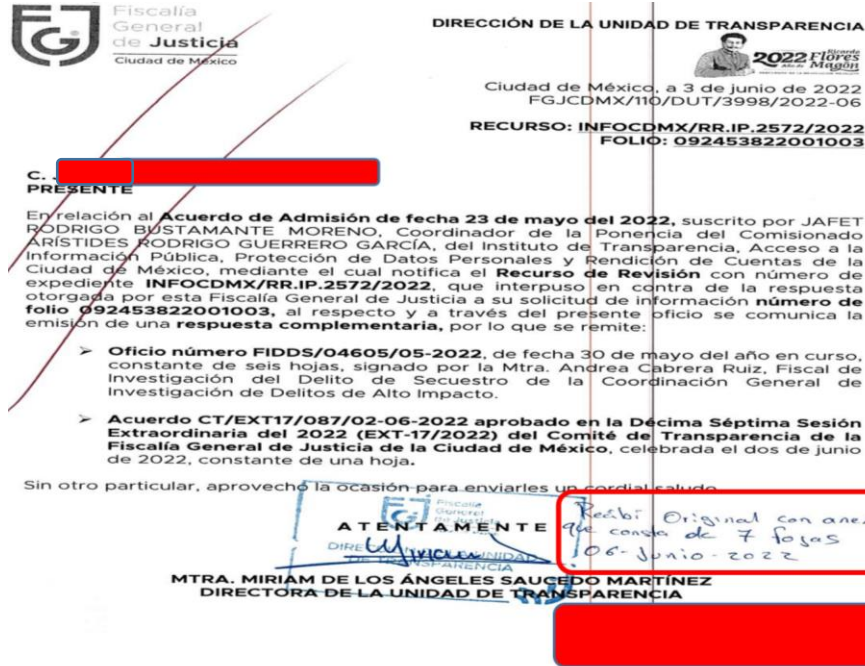 Fiscalía
General
de Justicia
Ciudad de México
DIRECCIÓN DE LA UNIDAD DE TRANSPARENCIA
2022 Ricardo Flores
Año de Magón
Ciudad de México, a 3 de junio de 2022
FGJCDMX/110/DUT/3998/2022-06
RECURSO: INFOCDMX/RR.IP.2572/2022
FOLIO: 092453822001003
C. J
PRESENTE
En relación al Acuerdo de Admisión de fecha 23 de mayo del 2022, suscrito por JAFET
RODRIGO BUSTAMANTE MORENO, Coordinador de la Ponencia del Comisionado
ARÍSTIDES RODRIGO GUERRERO GARCÍA, del Instituto de Transparencia, Acceso a la
Información Pública, Protección de Datos Personales y Rendición de Cuentas de la
Ciudad de México, mediante el cual notifica el Recurso de Revisión con número de
expediente INFOCDMX/RR.IP.2572/2022, que interpuso en contra de la respuesta
otorgada por esta Fiscalía General de Justicia a su solicitud de información número de
folio 092453822001003, al respecto y a través del presente oficio se comunica la
emisión de una respuesta complementaria, por lo que se remite:
➢ Oficio número FIDDS/04605/05-2022, de fecha 30 de mayo del año en curso,
constante de seis hojas, signado por la Mtra. Andrea Cabrera Ruiz, Fiscal de
Investigación del Delito de Secuestro de la Coordinación General de
Investigación de Delitos de Alto Impacto.
➢ Acuerdo CT/EXT17/087/02-06-2022 aprobado en la Décima Séptima Sesión
Extraordinaria del 2022 (EXT-17/2022) del Comité de Transparencia de la
Fiscalía General de Justicia de la Ciudad de México, celebrada el dos de junio
de 2022, constante de una hoja.
Sin otro particular, aprovecho la ocasión para enviarles un cordial saludo
Fiscalía
General
de Justicia
ATENTAMENTE
DIRE UNIDAD
DE TRANSPARENCIA
Recibí Original con ane
que consta de 7 fojas
06-Junio-2022
MTRA. MIRIAM DE LOS ÁNGELES SAUCEDO MARTÍNEZ
DIRECTORA DE LA UNIDAD DE TRANSPARENCIA